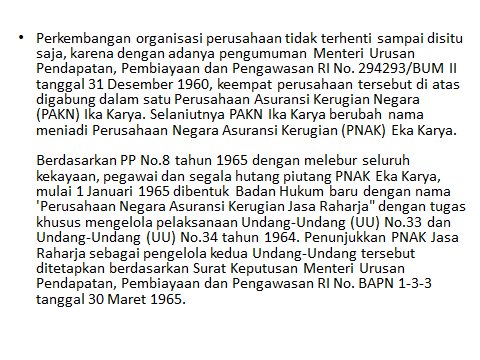 • Perkembangan organisasi perusahaan tidak terhenti sampai disitu
saja, karena dengan adanya pengumuman Menteri Urusan
Pendapatan, Pembiayaan dan Pengawasan RI No. 294293/BUM II
tanggal 31 Desember 1960, keempat perusahaan tersebut di atas
digabung dalam satu Perusahaan Asuransi Kerugian Negara
(PAKN) Ika Karya. Selaniutnya PAKN Ika Karya berubah nama
meniadi Perusahaan Negara Asuransi Kerugian (PNAK) Eka Karya.
Berdasarkan PP No.8 tahun 1965 dengan melebur seluruh
kekayaan, pegawai dan segala hutang piutang PNAK Eka Karya,
mulai 1 Januari 1965 dibentuk Badan Hukum baru dengan nama
'Perusahaan Negara Asuransi Kerugian Jasa Raharja" dengan tugas
khusus mengelola pelaksanaan Undang-Undang (UU) No.33 dan
Undang-Undang (UU) No.34 tahun 1964. Penunjukkan PNAK Jasa
Raharja sebagai pengelola kedua Undang-Undang tersebut
ditetapkan berdasarkan Surat Keputusan Menteri Urusan
Pendapatan, Pembiayaan dan Pengawasan RI No. BAPN 1-3-3
tanggal 30 Maret 1965.